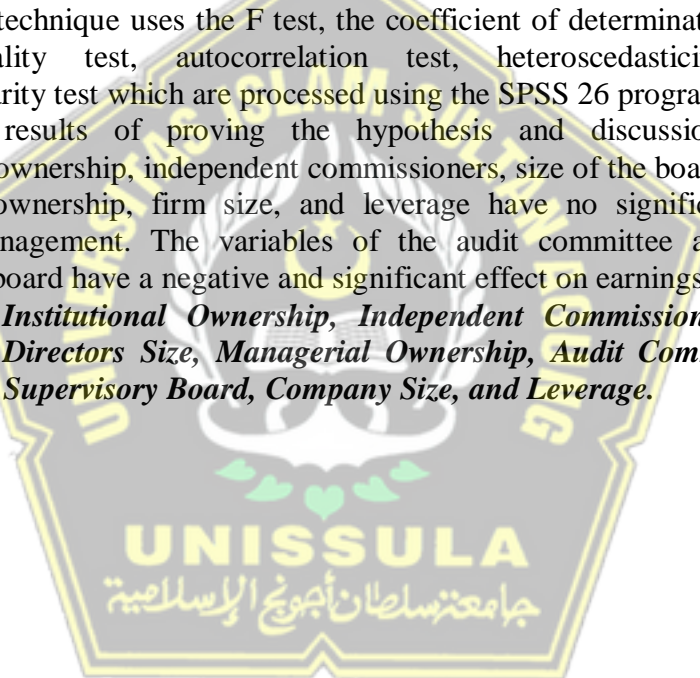 technique uses the F test, the coefficient of determinat
ality test, autocorrelation test, heteroscedastici
arity test which are processed using the SPSS 26 progra
results of proving the hypothesis and discussio
ownership, independent commissioners, size of the boa
ownership, firm size, and leverage have no signific
nagement. The variables of the audit committee a
board have a negative and significant effect on earnings
Institutional Ownership, Independent Commission
Directors Size, Managerial Ownership, Audit Com
Supervisory Board, Company Size, and Leverage.
UNIVERSITAS ISLAM SULTAN AGUNG
UNISSULA
جامعة سلطان أجونج الإسلامية